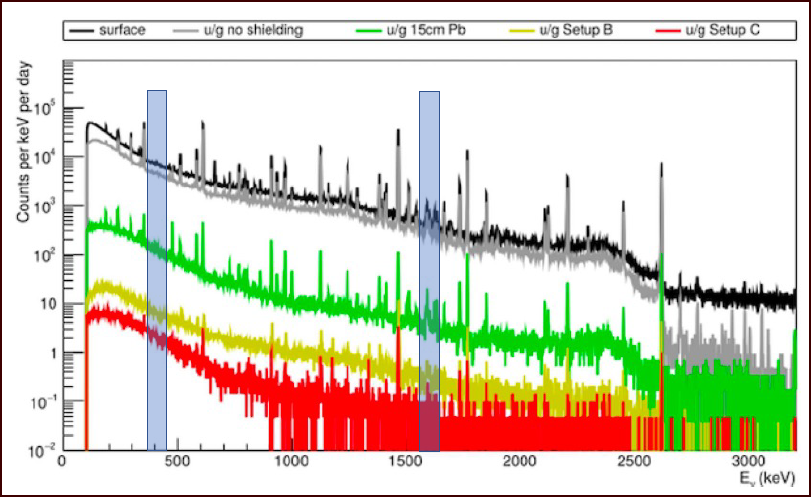 surface u/g no shielding u/g 15cm Pb u/g Setup B u/g Setup C
Counts per keV per day
10⁵
10⁴
10³
10²
10
1
10⁻¹
10⁻²
0 500 1000 1500 2000 2500 3000
Eᵧ (keV)